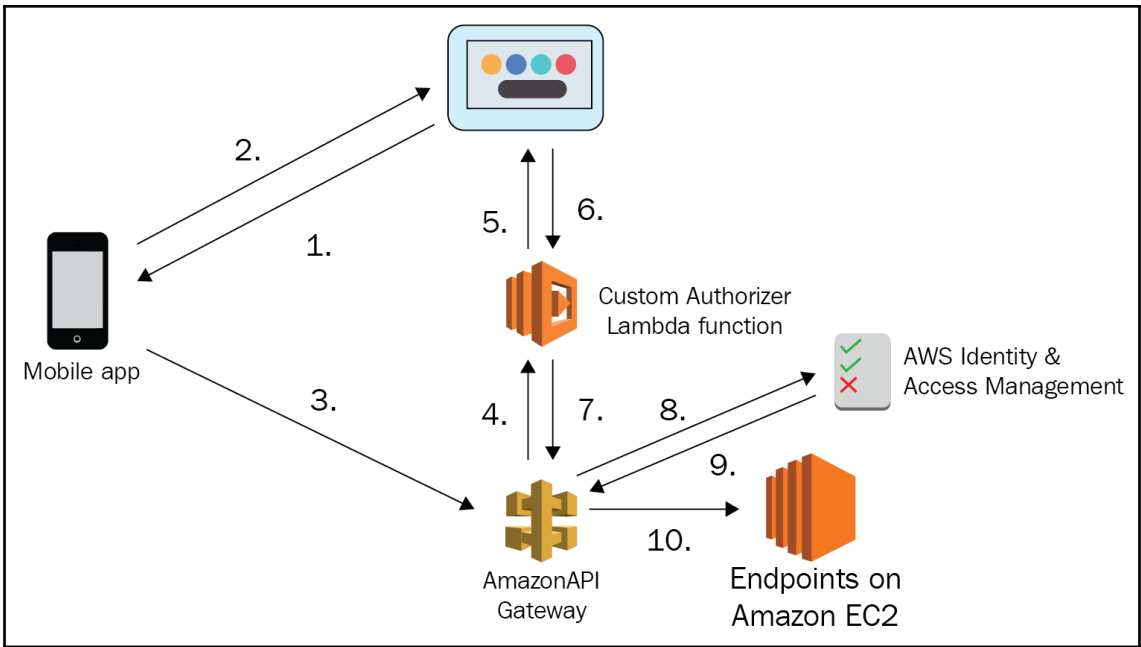 2.
1.
5.
6.
Custom Authorizer
Lambda function
Mobile app
AWS Identity &
Access Management
3.
4.
7.
8.
9.
10.
AmazonAPI
Gateway
Endpoints on
Amazon EC2